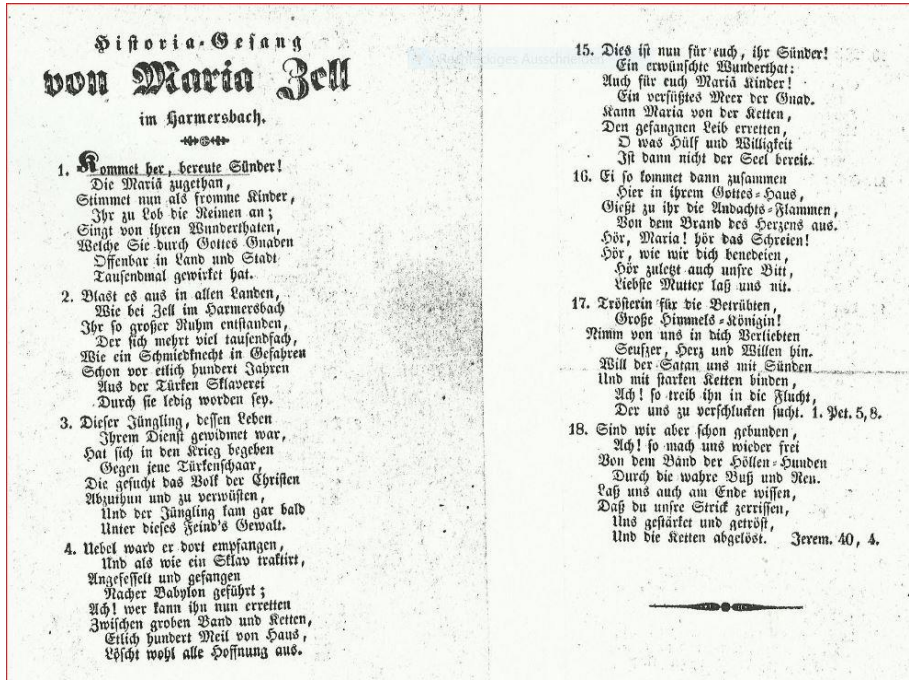 Historia-Gesang
von Maria Zell
im Harmersbach.
1. Kommet her, bereute Sünder!
Die Mariä zugethan,
Stimmet nun als fromme Kinder,
Ihr zu Lob die Reimen an;
Singt von ihren Wunderthaten,
Welche Sie durch Gottes Gnaden
Offenbar in Land und Stadt
Tausendmal gewirket hat.
2. Blast es aus in allen Landen,
Wie bei Zell im Harmersbach
Ihr so großer Ruhm entstanden,
Der sich mehrt viel tausendfach,
Wie ein Schmiedknecht in Gefahren
Schon vor etlich hundert Jahren
Aus der Türken Sklaverei
Durch sie ledig worden sey.
3. Dieser Jüngling, dessen Leben
Ihrem Dienst gewidmet war,
Hat sich in den Krieg begeben
Gegen jene Türkenschaar,
Die gesucht das Volk der Christen
Abzuthun und zu verwüsten,
Und der Jüngling kam gar bald
Unter dieses Feind's Gewalt.
4. Uebel ward er dort empfangen,
Und als wie ein Sklav traktirt,
Angefesselt und gefangen
Nacher Babylon geführt;
Ach! wer kann ihn nun erretten
Zwischen groben Band und Ketten,
Etlich hundert Meil von Haus,
Löscht wohl alle Hoffnung aus.
15. Dies ist nun für euch, ihr Sünder!
Ein erwünschte Wunderthat:
Auch für euch Mariä Kinder!
Ein versüßtes Meer der Gnad.
Kann Maria von der Ketten,
Den gefangnen Leib erretten,
O was Hülf und Willigkeit
Ist dann nicht der Seel bereit.
16. Ei so kommet dann zusammen
Hier in ihrem Gottes-Haus,
Gießt zu ihr die Andachts-Flammen,
Von dem Brand des Herzens aus.
Hör, Maria! hör das Schreien!
Hör, wie wir dich benedeien,
Hör zuletzt auch unsre Bitt,
Liebste Mutter laß uns nit.
17. Trösterin für die Betrübten,
Große Himmels-Königin!
Nimm von uns in dich Verliebten
Seufzer, Herz und Willen hin.
Will der Satan uns mit Sünden
Und mit starken Ketten binden,
Ach! so treib ihn in die Flucht,
Der uns zu verschlucken sucht. 1. Pet. 5, 8.
18. Sind wir aber schon gebunden,
Ach! so mach uns wieder frei
Von dem Band der Höllen-Hunden
Durch die wahre Buß und Reu.
Laß uns auch am Ende wissen,
Daß du unsre Strick zerrissen,
Uns gestärket und getröst,
Und die Ketten abgelöst. Jerem. 40, 4.